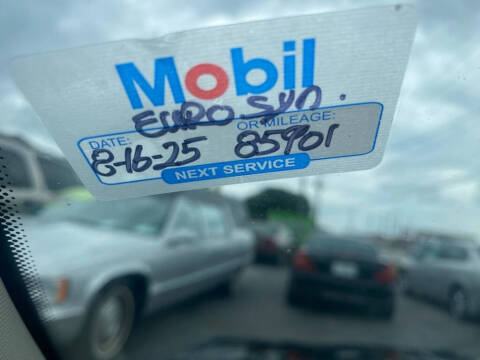 Mobil
EURO SYN.
DATE: OR MILEAGE:
8-16-25 85901
NEXT SERVICE